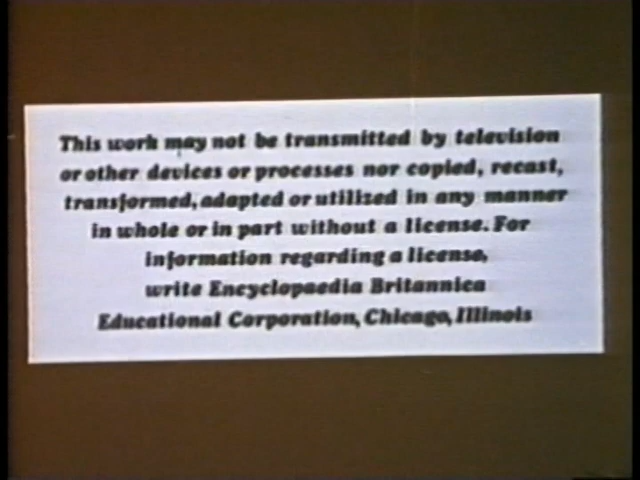 This work may not be transmitted by television
or other devices or processes nor copied, recast,
transformed, adapted or utilized in any manner
in whole or in part without a license. For
information regarding a license,
write Encyclopaedia Britannica
Educational Corporation, Chicago, Illinois